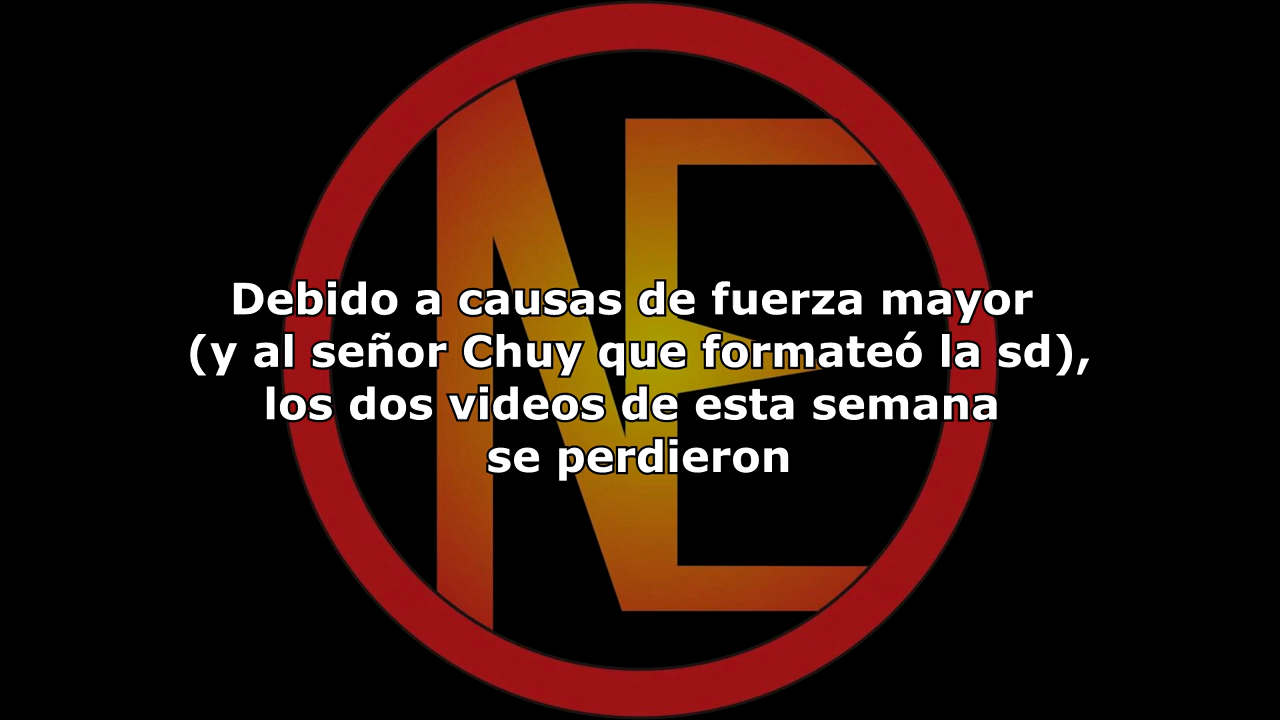 Debido a causas de fuerza mayor
(y al señor Chuy que formateó la sd),
los dos videos de esta semana
se perdieron
NE